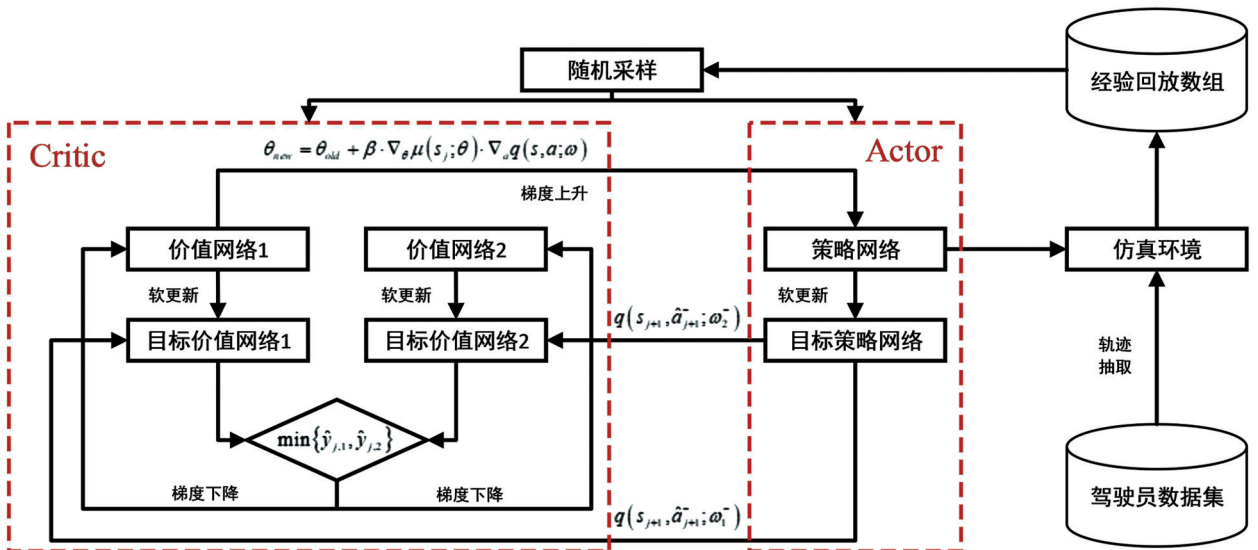 随机采样
经验回放数组
Critic
θ_new = θ_old + β · ∇_θ μ(s_j; θ) · ∇_a q(s, a; ω)
Actor
梯度上升
价值网络1
价值网络2
策略网络
仿真环境
软更新
软更新
软更新
q(s_{j+1}, â⁻_{j+1}; ω₂⁻)
目标价值网络1
目标价值网络2
目标策略网络
轨迹
抽取
min{ŷ_{j,1}, ŷ_{j,2}}
梯度下降
梯度下降
驾驶员数据集
q(s_{j+1}, â⁻_{j+1}; ω₁⁻)